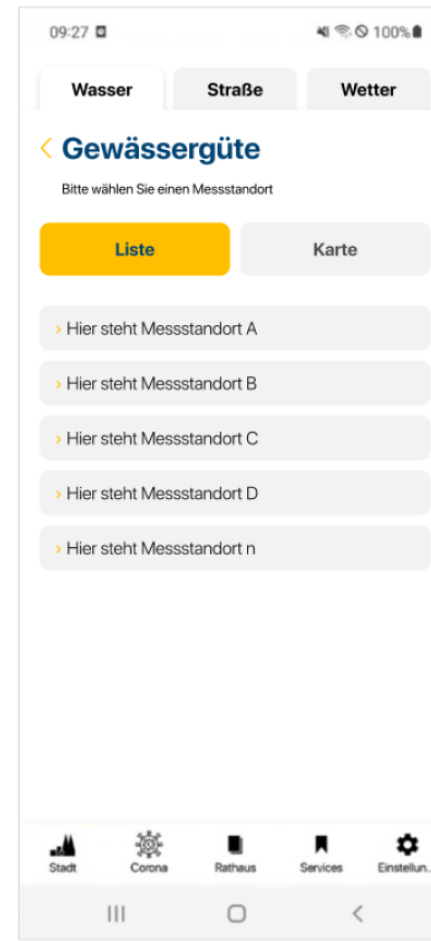 09:27 100%
Wasser Straße Wetter
Gewässergüte
Bitte wählen Sie einen Messstandort
Liste Karte
› Hier steht Messstandort A
› Hier steht Messstandort B
› Hier steht Messstandort C
› Hier steht Messstandort D
› Hier steht Messstandort n
Stadt Corona Rathaus Services Einstellun..